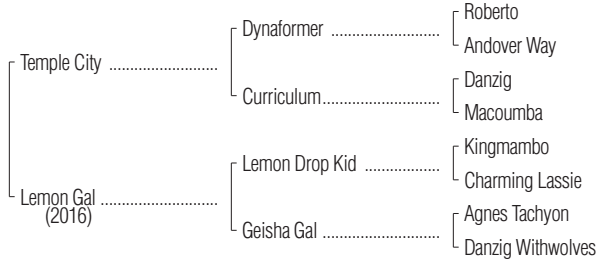 Roberto
Dynaformer ......................
Andover Way
Temple City ......................
Danzig
Curriculum........................
Macoumba
Kingmambo
Lemon Drop Kid ...............
Charming Lassie
Lemon Gal ........................
(2016)
Agnes Tachyon
Geisha Gal ........................
Danzig Withwolves